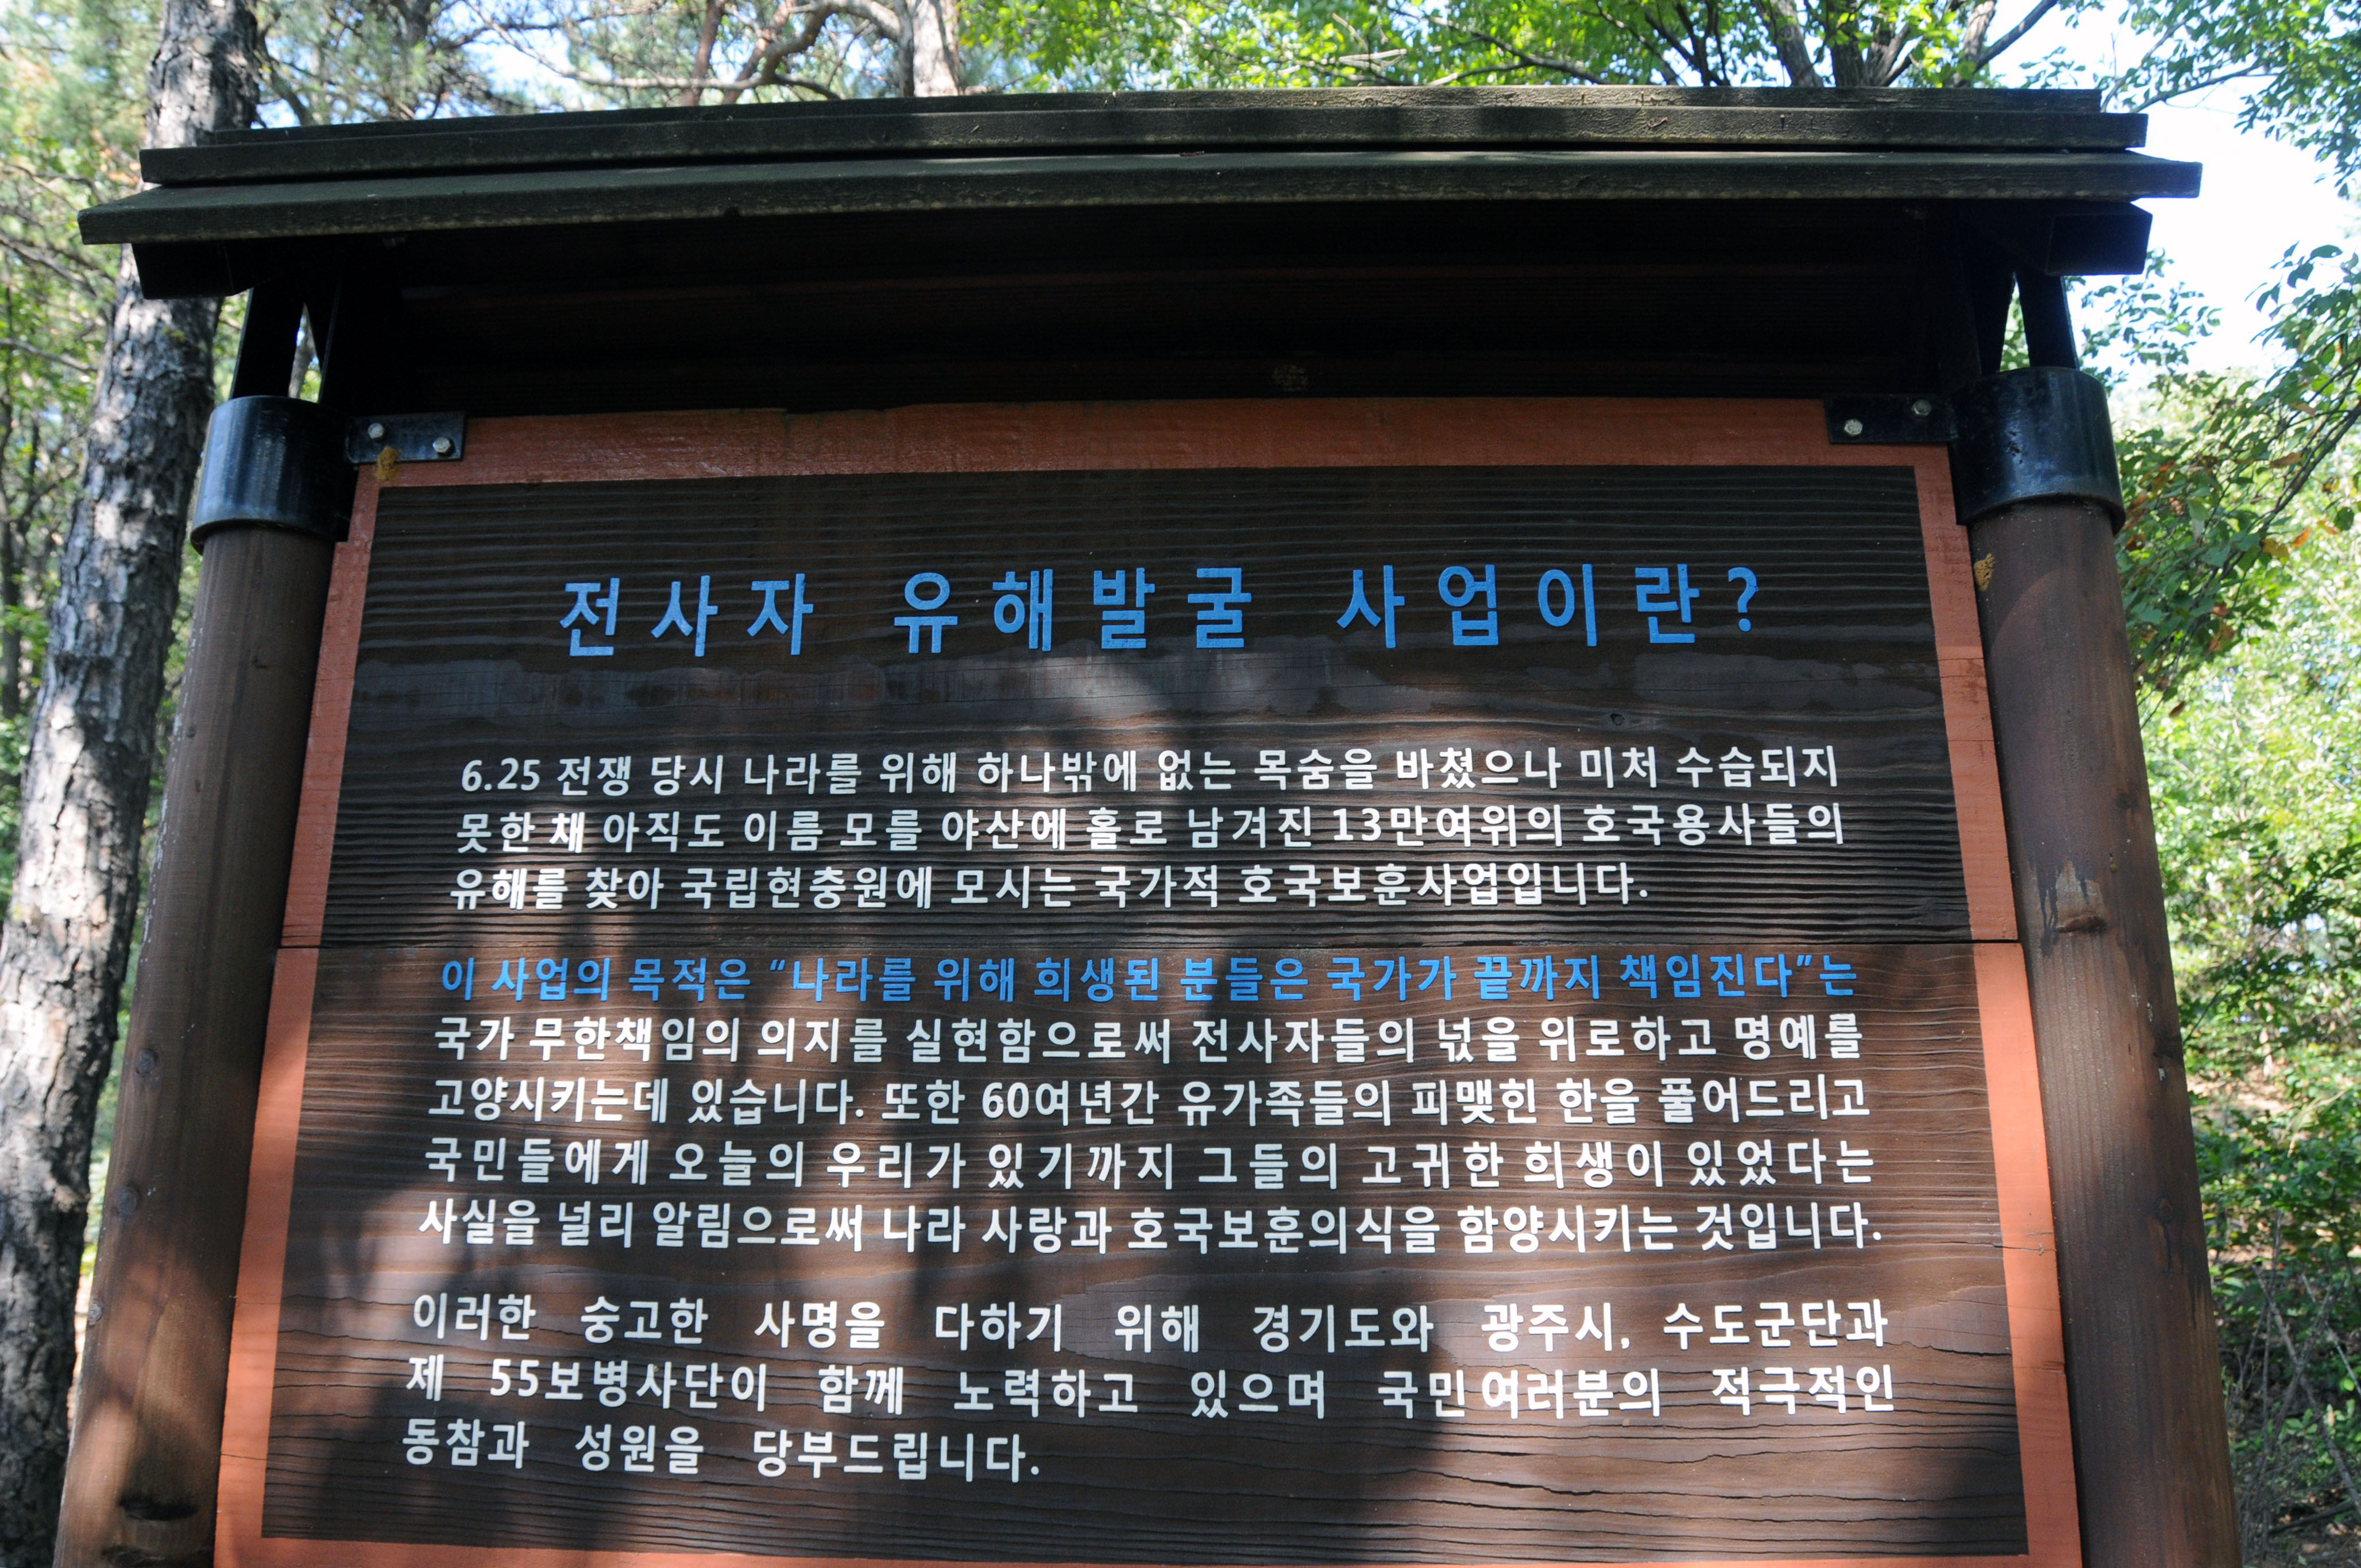 전사자 유해발굴 사업이란?
6.25 전쟁 당시 나라를 위해 하나밖에 없는 목숨을 바쳤으나 미처 수습되지
못한 채 아직도 이름 모를 야산에 홀로 남겨진 13만여위의 호국용사들의
유해를 찾아 국립현충원에 모시는 국가적 호국보훈사업입니다.
이 사업의 목적은 “나라를 위해 희생된 분들은 국가가 끝까지 책임진다”는
국가 무한책임의 의지를 실현함으로써 전사자들의 넋을 위로하고 명예를
고양시키는데 있습니다. 또한 60여년간 유가족들의 피맺힌 한을 풀어드리고
국민들에게 오늘의 우리가 있기까지 그들의 고귀한 희생이 있었다는
사실을 널리 알림으로써 나라 사랑과 호국보훈의식을 함양시키는 것입니다.
이러한 숭고한 사명을 다하기 위해 경기도와 광주시, 수도군단과
제 55보병사단이 함께 노력하고 있으며 국민여러분의 적극적인
동참과 성원을 당부드립니다.